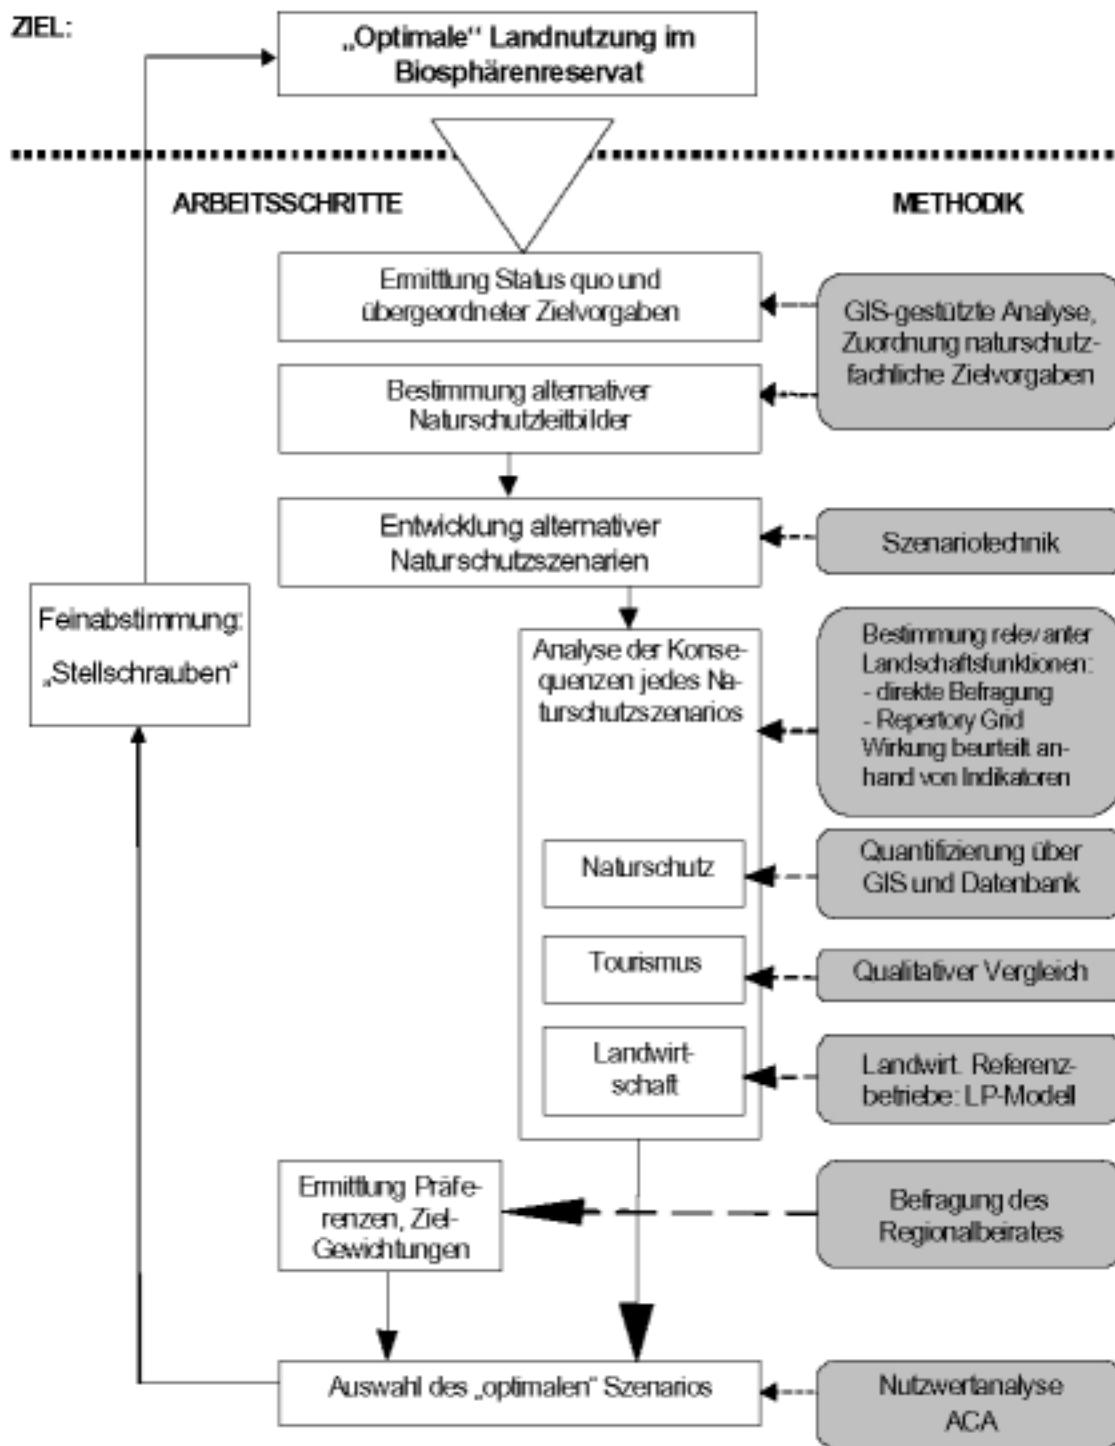 ZIEL:
„Optimale“ Landnutzung im
Biosphärenreservat
ARBEITSSCHRITTE
METHODIK
Ermittlung Status quo und
übergeordneter Zielvorgaben
GIS-gestützte Analyse,
Zuordnung naturschutz-
fachliche Zielvorgaben
Bestimmung alternativer
Naturschutzleitbilder
Entwicklung alternativer
Naturschutzszenarien
Szenariotechnik
Feinabstimmung:
„Stellschrauben“
Analyse der Konse-
quenzen jedes Na-
turschutzszenarios
Bestimmung relevanter
Landschaftsfunktionen:
- direkte Befragung
- Repertory Grid
Wirkung beurteilt an-
hand von Indikatoren
Naturschutz
Quantifizierung über
GIS und Datenbank
Tourismus
Qualitativer Vergleich
Landwirt-
schaft
Landwirt. Referenz-
betriebe: LP-Modell
Ermittlung Präfe-
renzen, Ziel-
Gewichtungen
Befragung des
Regionalbeirates
Auswahl des „optimalen“ Szenarios
Nutzwertanalyse
ACA